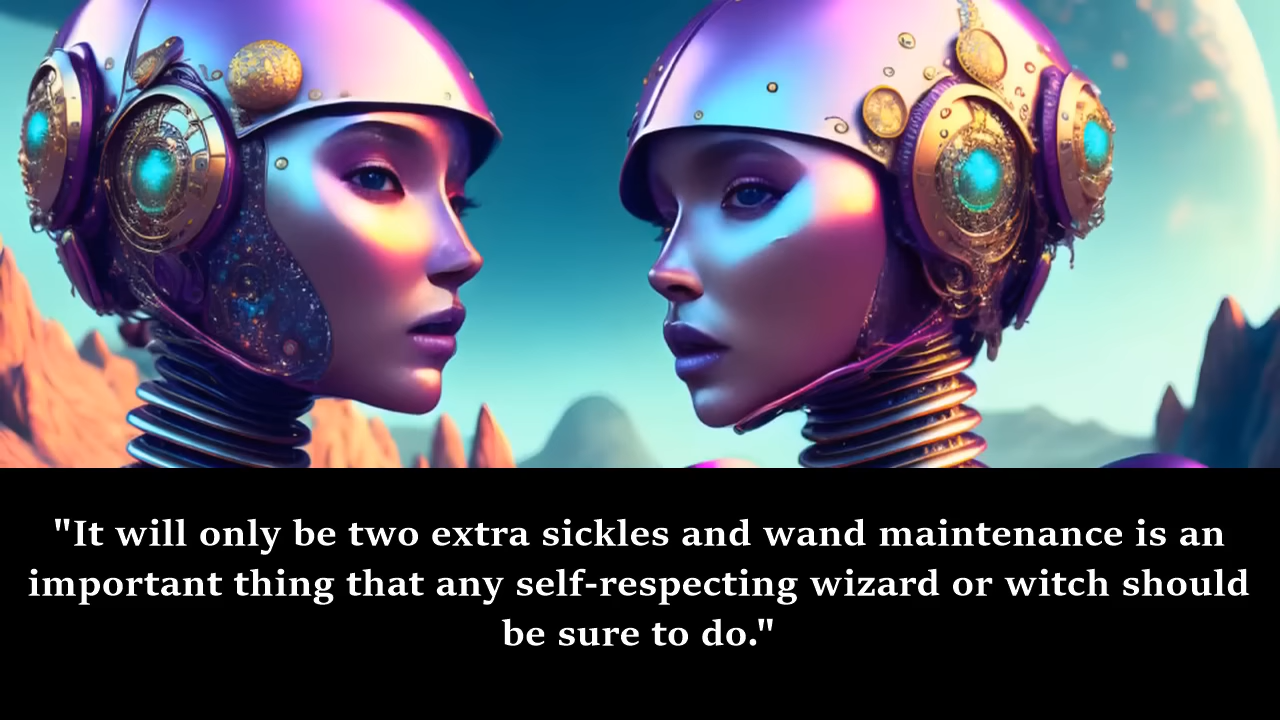 "It will only be two extra sickles and wand maintenance is an
important thing that any self-respecting wizard or witch should
be sure to do."